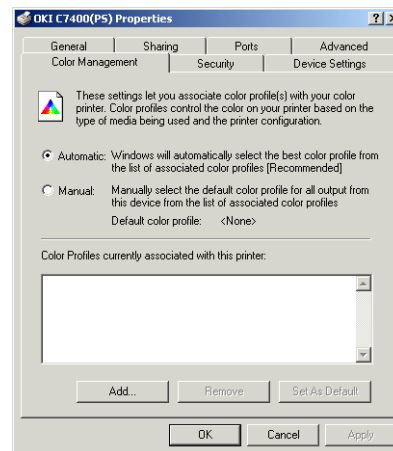 OKI C7400(PS) Properties
General Sharing Ports Advanced
Color Management Security Device Settings
These settings let you associate color profile(s) with your color
printer. Color profiles control the color on your printer based on the
type of media being used and the printer configuration.
Automatic: Windows will automatically select the best color profile from
the list of associated color profiles [Recommended]
Manual: Manually select the default color profile for all output from
this device from the list of associated color profiles
Default color profile: <None>
Color Profiles currently associated with this printer:
Add... Remove Set As Default
OK Cancel Apply